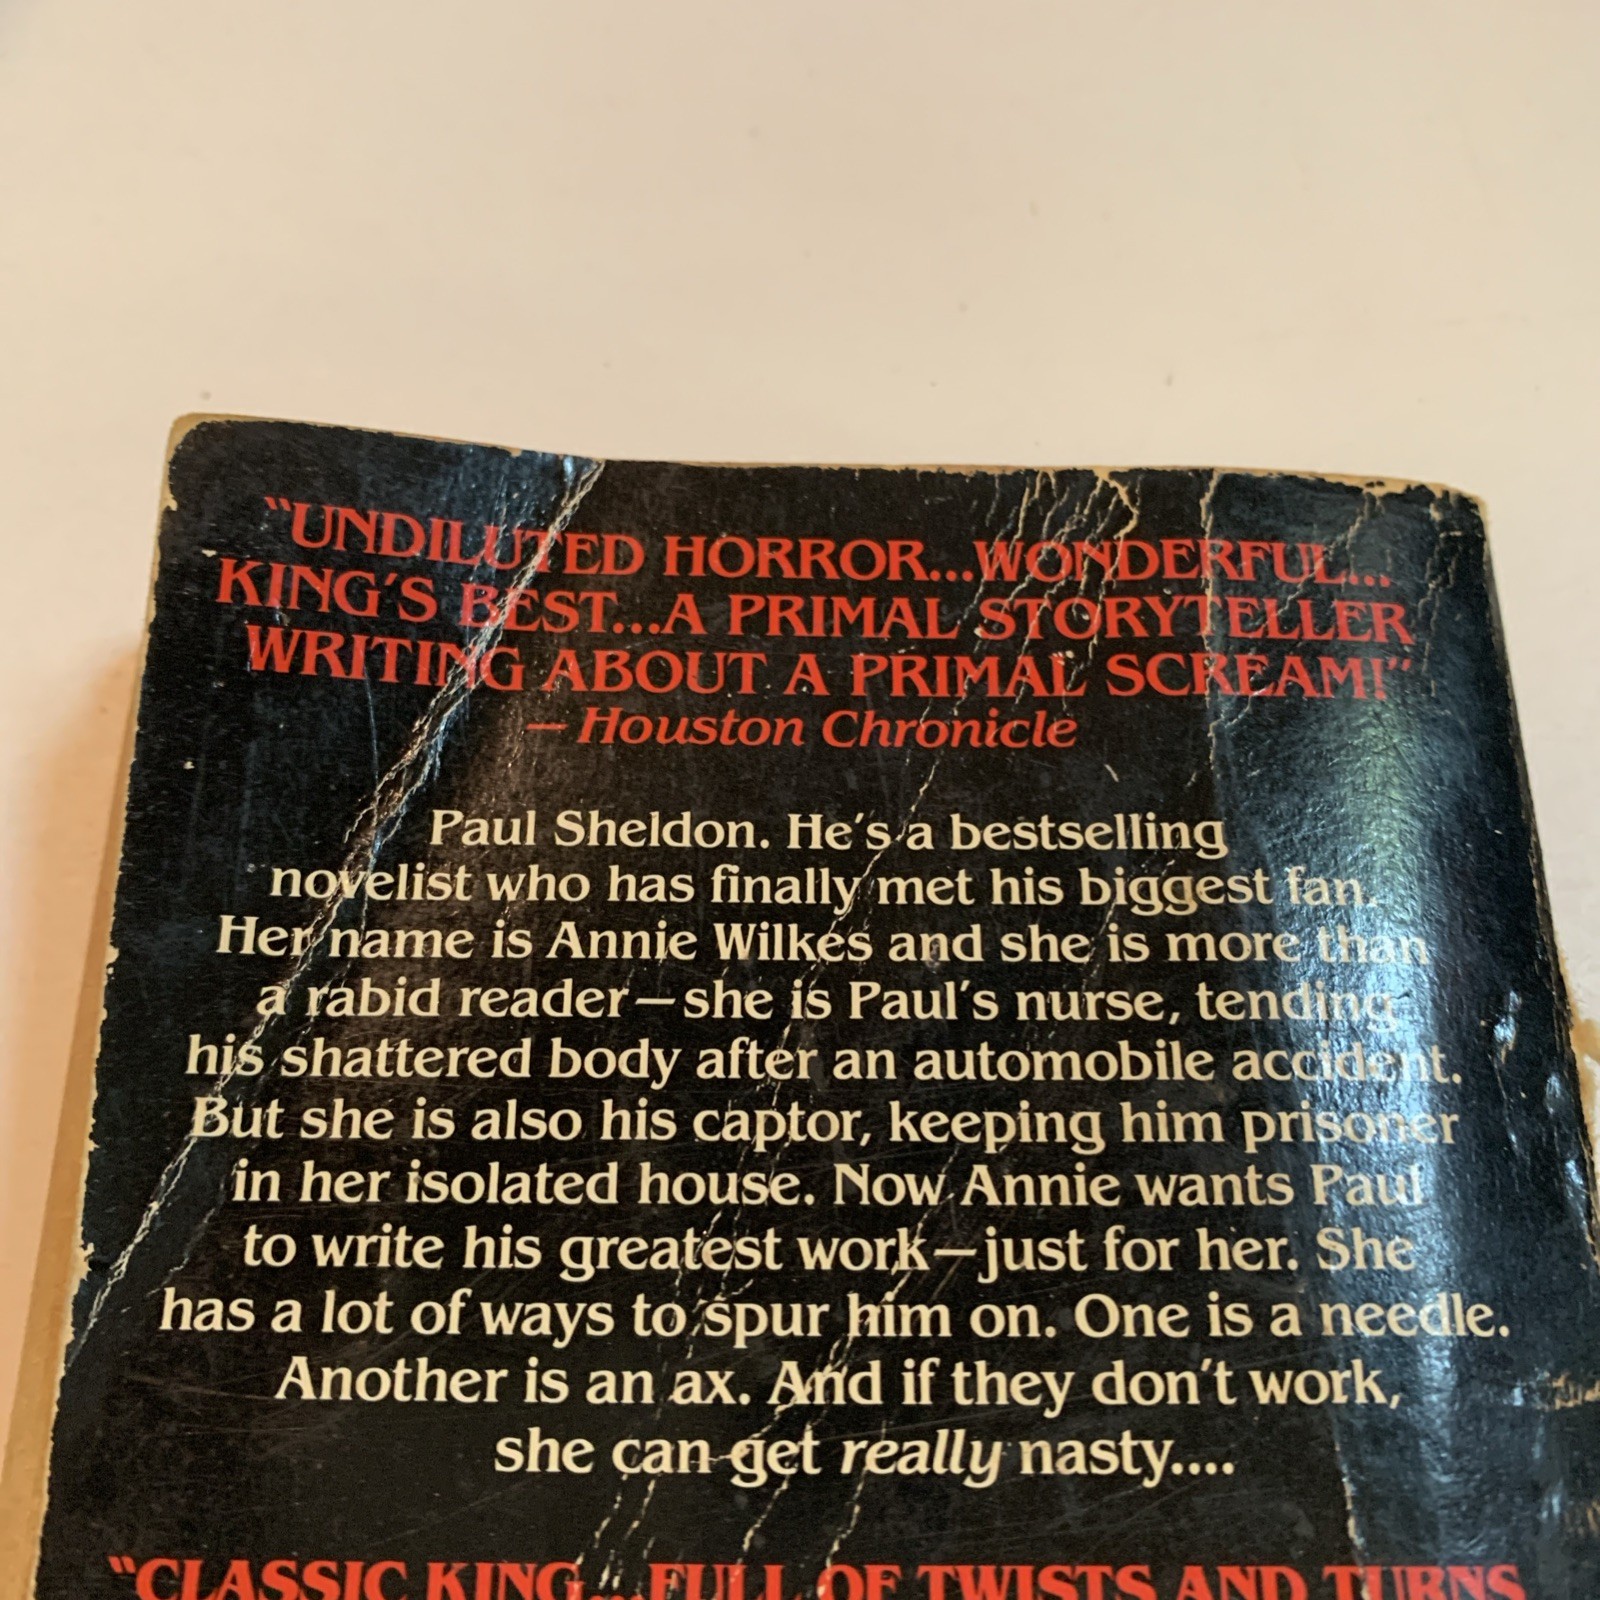 "UNDILUTED HORROR...WONDERFUL...
KING'S BEST...A PRIMAL STORYTELLER
WRITING ABOUT A PRIMAL SCREAM!"
—Houston Chronicle
Paul Sheldon. He's a bestselling
novelist who has finally met his biggest fan.
Her name is Annie Wilkes and she is more than
a rabid reader—she is Paul's nurse, tending
his shattered body after an automobile accident.
But she is also his captor, keeping him prisoner
in her isolated house. Now Annie wants Paul
to write his greatest work—just for her. She
has a lot of ways to spur him on. One is a needle.
Another is an ax. And if they don't work,
she can get really nasty....
"CLASSIC KING...FULL OF TWISTS AND TURNS